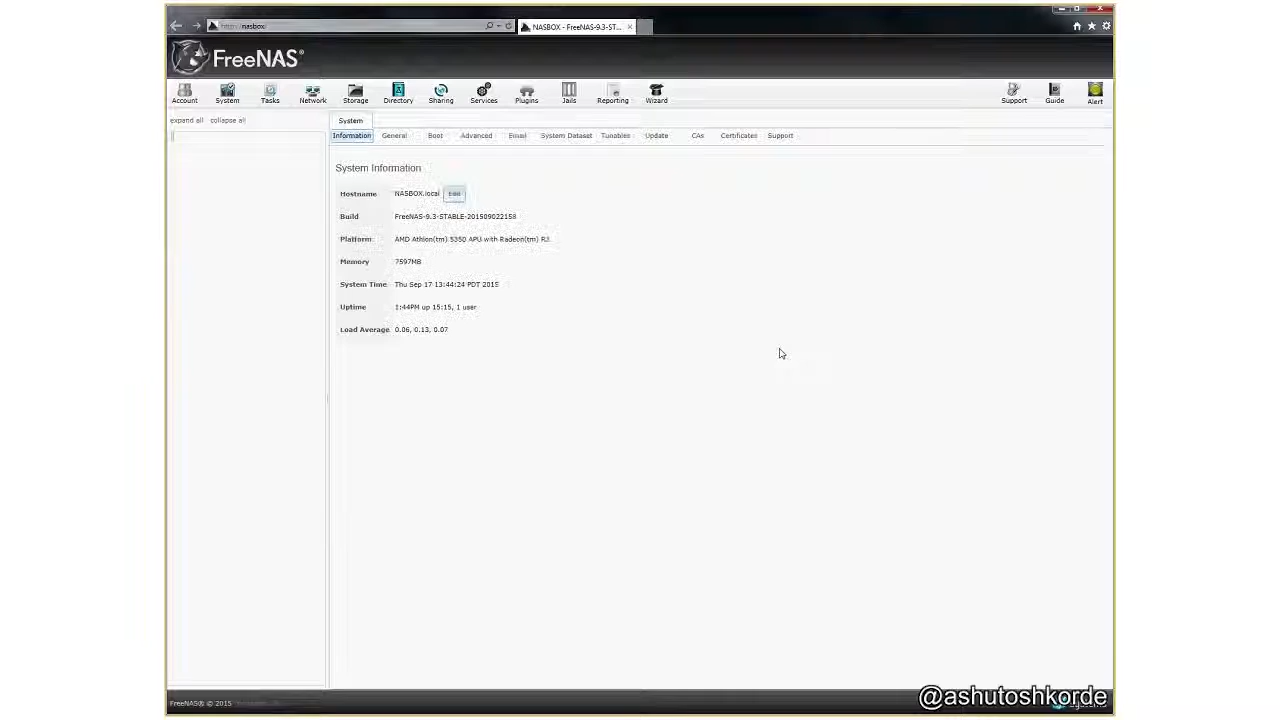 http://nasbox
NASBOX - FreeNAS-9.3-ST...
FreeNAS®
Account System Tasks Network Storage Directory Sharing Services Plugins Jails Reporting Wizard Support Guide Alert
expand all collapse all
System
Information General Boot Advanced Email System Dataset Tunables Update CAs Certificates Support
System Information
Hostname NASBOX.local Edit
Build FreeNAS-9.3-STABLE-201509022158
Platform AMD Athlon(tm) 5350 APU with Radeon(tm) R3
Memory 7597MB
System Time Thu Sep 17 13:44:24 PDT 2015
Uptime 1:44PM up 15:15, 1 user
Load Average 0.06, 0.13, 0.07
FreeNAS® © 2015
@ashutoshkorde